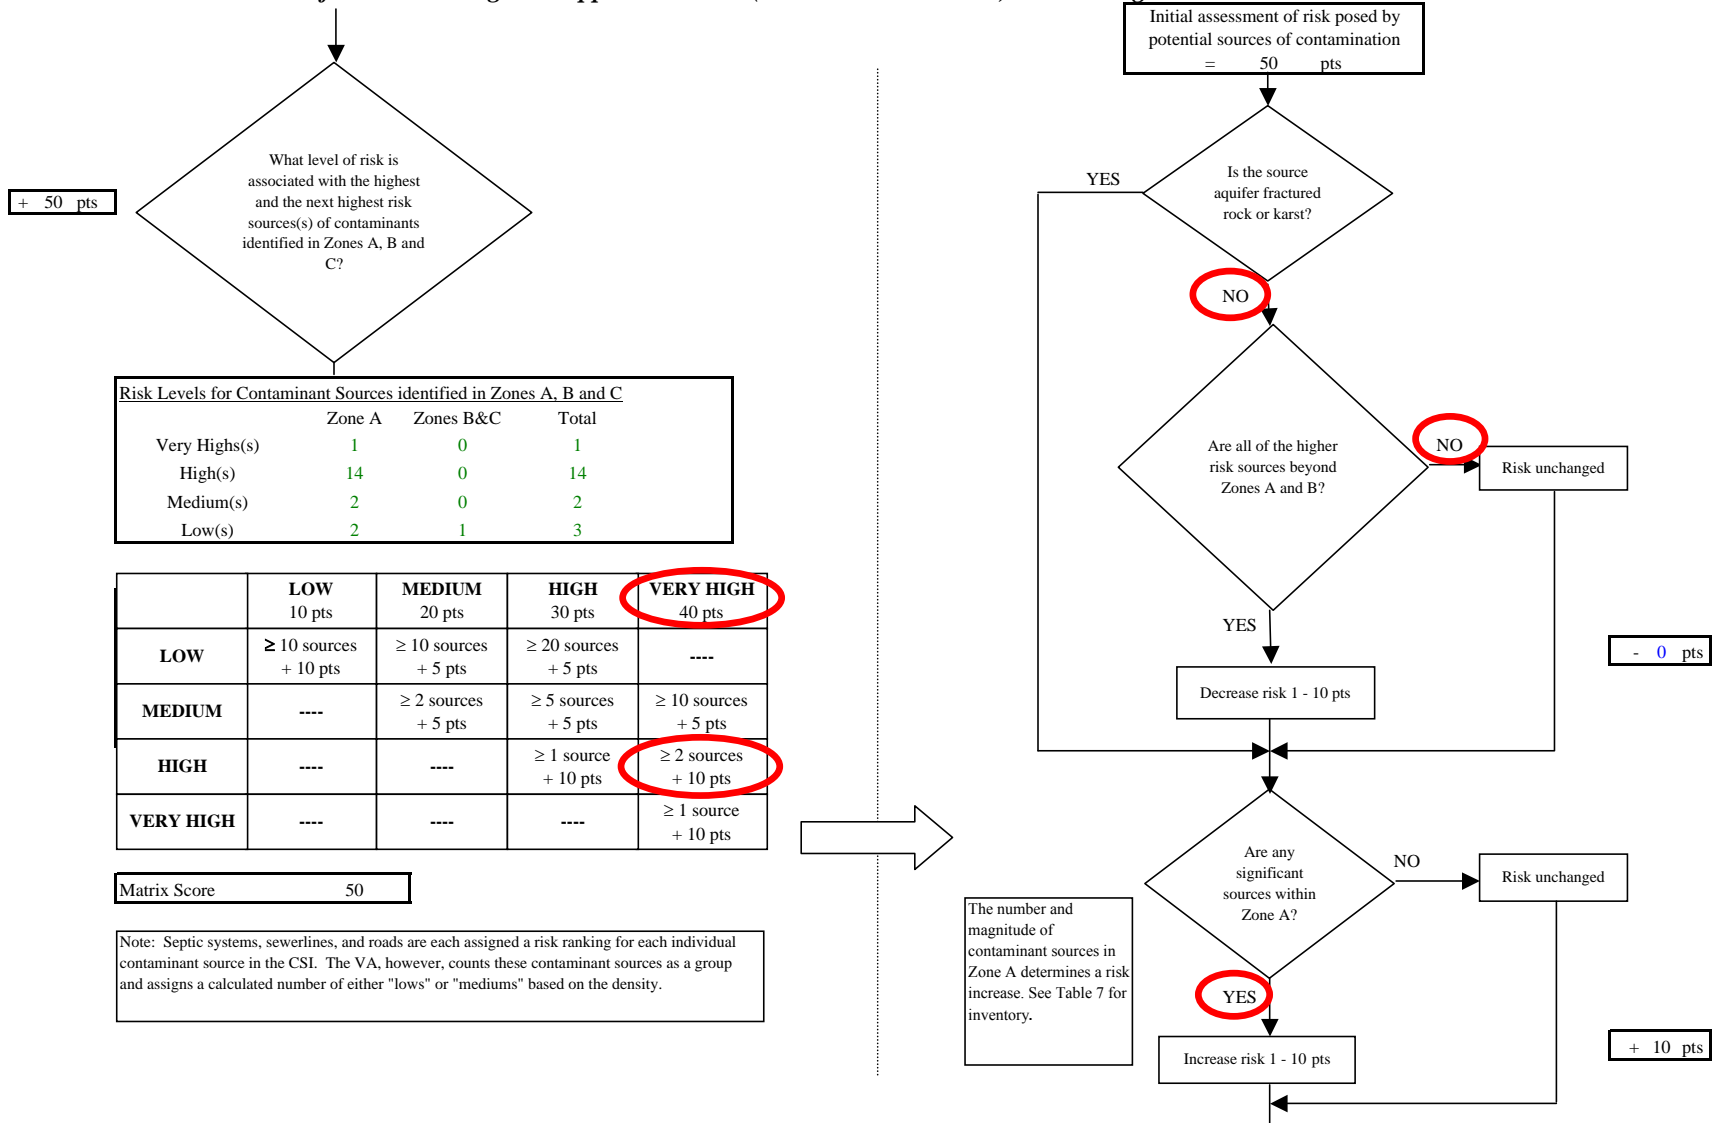 Initial assessment of risk posed by
potential sources of contamination
= 50 pts
What level of risk is
associated with the highest
and the next highest risk
sources(s) of contaminants
identified in Zones A, B and
C?
+ 50 pts
Risk Levels for Contaminant Sources identified in Zones A, B and C
Zone A Zones B&C Total
Very Highs(s) 1 0 1
High(s) 14 0 14
Medium(s) 2 0 2
Low(s) 2 1 3
LOW MEDIUM HIGH VERY HIGH
10 pts 20 pts 30 pts 40 pts
LOW ≥ 10 sources ≥ 10 sources ≥ 20 sources ----
+ 10 pts + 5 pts + 5 pts
MEDIUM ---- ≥ 2 sources ≥ 5 sources ≥ 10 sources
+ 5 pts + 5 pts + 5 pts
HIGH ---- ---- ≥ 1 source ≥ 2 sources
+ 10 pts + 10 pts
VERY HIGH ---- ---- ---- ≥ 1 source
+ 10 pts
Matrix Score 50
Note: Septic systems, sewerlines, and roads are each assigned a risk ranking for each individual
contaminant source in the CSI. The VA, however, counts these contaminant sources as a group
and assigns a calculated number of either "lows" or "mediums" based on the density.
Is the source
aquifer fractured
rock or karst?
YES
NO
Are all of the higher
risk sources beyond
Zones A and B?
NO
Risk unchanged
YES
Decrease risk 1 - 10 pts
- 0 pts
Are any
significant
sources within
Zone A?
NO
Risk unchanged
The number and
magnitude of
contaminant sources in
Zone A determines a risk
increase. See Table 7 for
inventory.
YES
Increase risk 1 - 10 pts
+ 10 pts